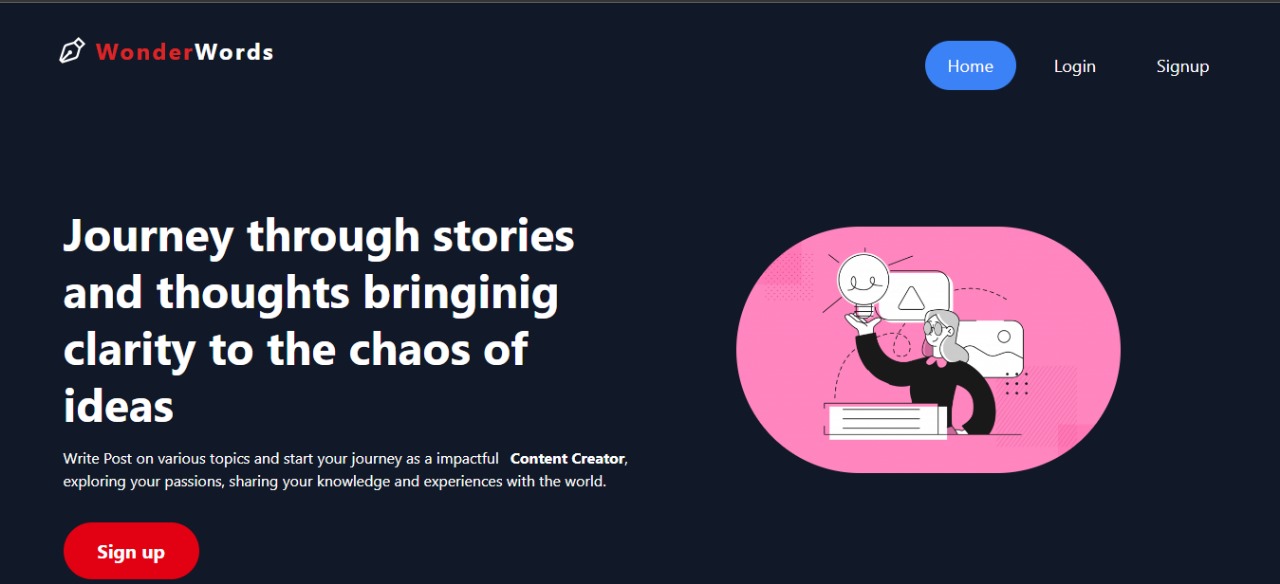 WonderWords
Home
Login
Signup
Journey through stories
and thoughts bringinig
clarity to the chaos of
ideas
Write Post on various topics and start your journey as a impactful Content Creator,
exploring your passions, sharing your knowledge and experiences with the world.
Sign up